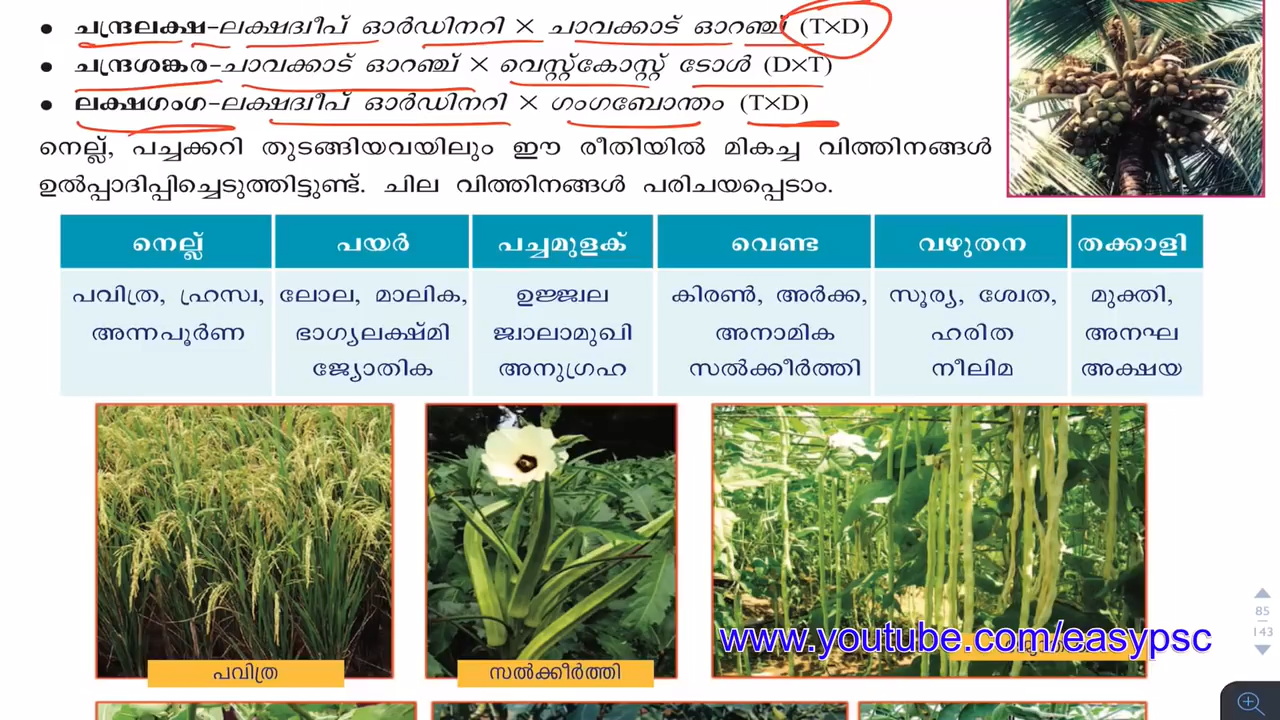 • ചന്ദ്രലക്ഷ-ലക്ഷദ്വീപ് ഓർഡിനറി × ചാവക്കാട് ഓറഞ്ച് (T×D)
• ചന്ദ്രശങ്കര-ചാവക്കാട് ഓറഞ്ച് × വെസ്റ്റ്കോസ്റ്റ് ടോൾ (D×T)
• ലക്ഷഗംഗ-ലക്ഷദ്വീപ് ഓർഡിനറി × ഗംഗബോന്തം (T×D)
നെല്ല്, പച്ചക്കറി തുടങ്ങിയവയിലും ഈ രീതിയിൽ മികച്ച വിത്തിനങ്ങൾ
ഉൽപ്പാദിപ്പിച്ചെടുത്തിട്ടുണ്ട്. ചില വിത്തിനങ്ങൾ പരിചയപ്പെടാം.
നെല്ല് പയർ പച്ചമുളക് വെണ്ട വഴുതന തക്കാളി
പവിത്ര, ഹ്രസ്വ, ലോല, മാലിക, ഉജ്ജ്വല കിരൺ, അർക്ക, സൂര്യ, ശ്വേത, മുക്തി,
അന്നപൂർണ ഭാഗ്യലക്ഷ്മി ജ്വാലാമുഖി അനാമിക ഹരിത അനഘ
ജ്യോതിക അനുഗ്രഹ സൽക്കീർത്തി നീലിമ അക്ഷയ
www.youtube.com/easypsc
പവിത്ര സൽക്കീർത്തി
85
143